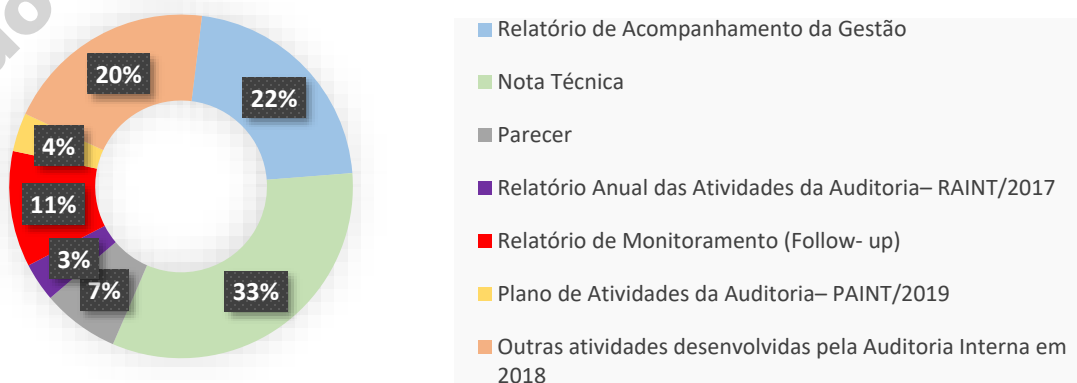 20%
22%
4%
11%
3%
7%
33%
Relatório de Acompanhamento da Gestão
Nota Técnica
Parecer
Relatório Anual das Atividades da Auditoria– RAINT/2017
Relatório de Monitoramento (Follow- up)
Plano de Atividades da Auditoria– PAINT/2019
Outras atividades desenvolvidas pela Auditoria Interna em
2018